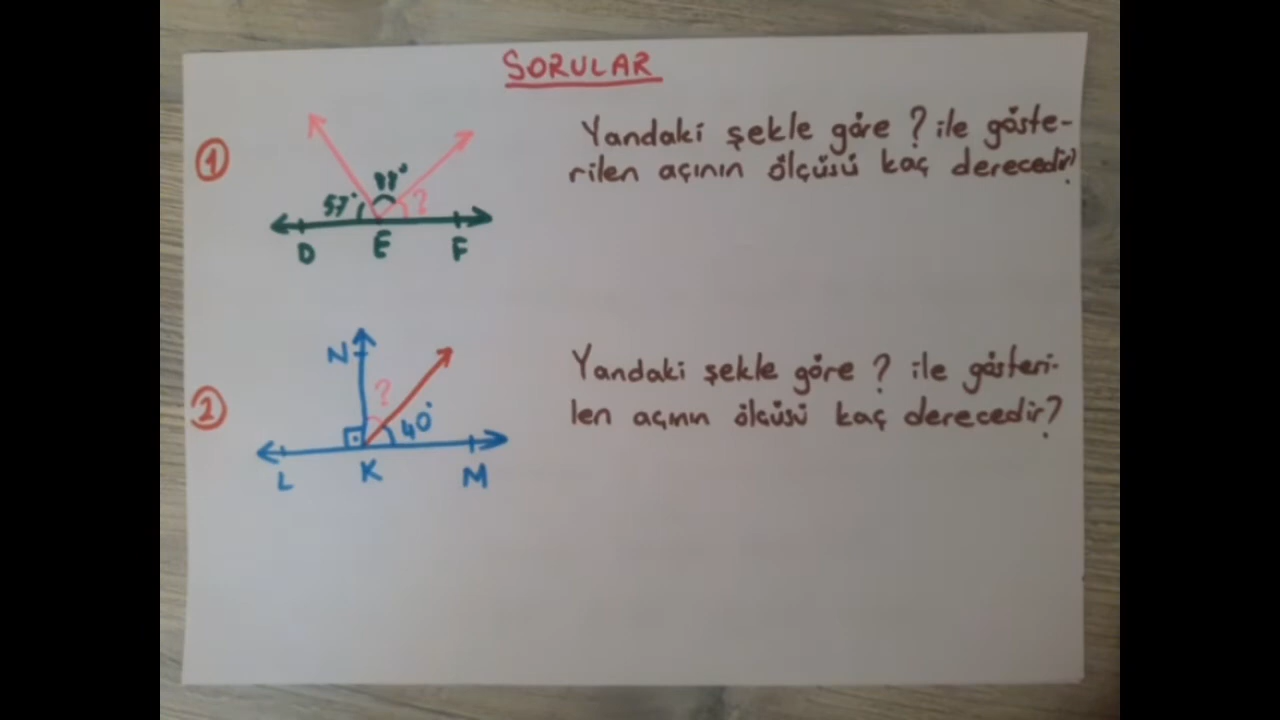 SORULAR
1
Yandaki şekle göre ? ile göste-
rilen açının ölçüsü kaç derecedir?
57°
?
D
E
F
2
Yandaki şekle göre ? ile gösteri-
len açının ölçüsü kaç derecedir?
N
?
40°
L
K
M